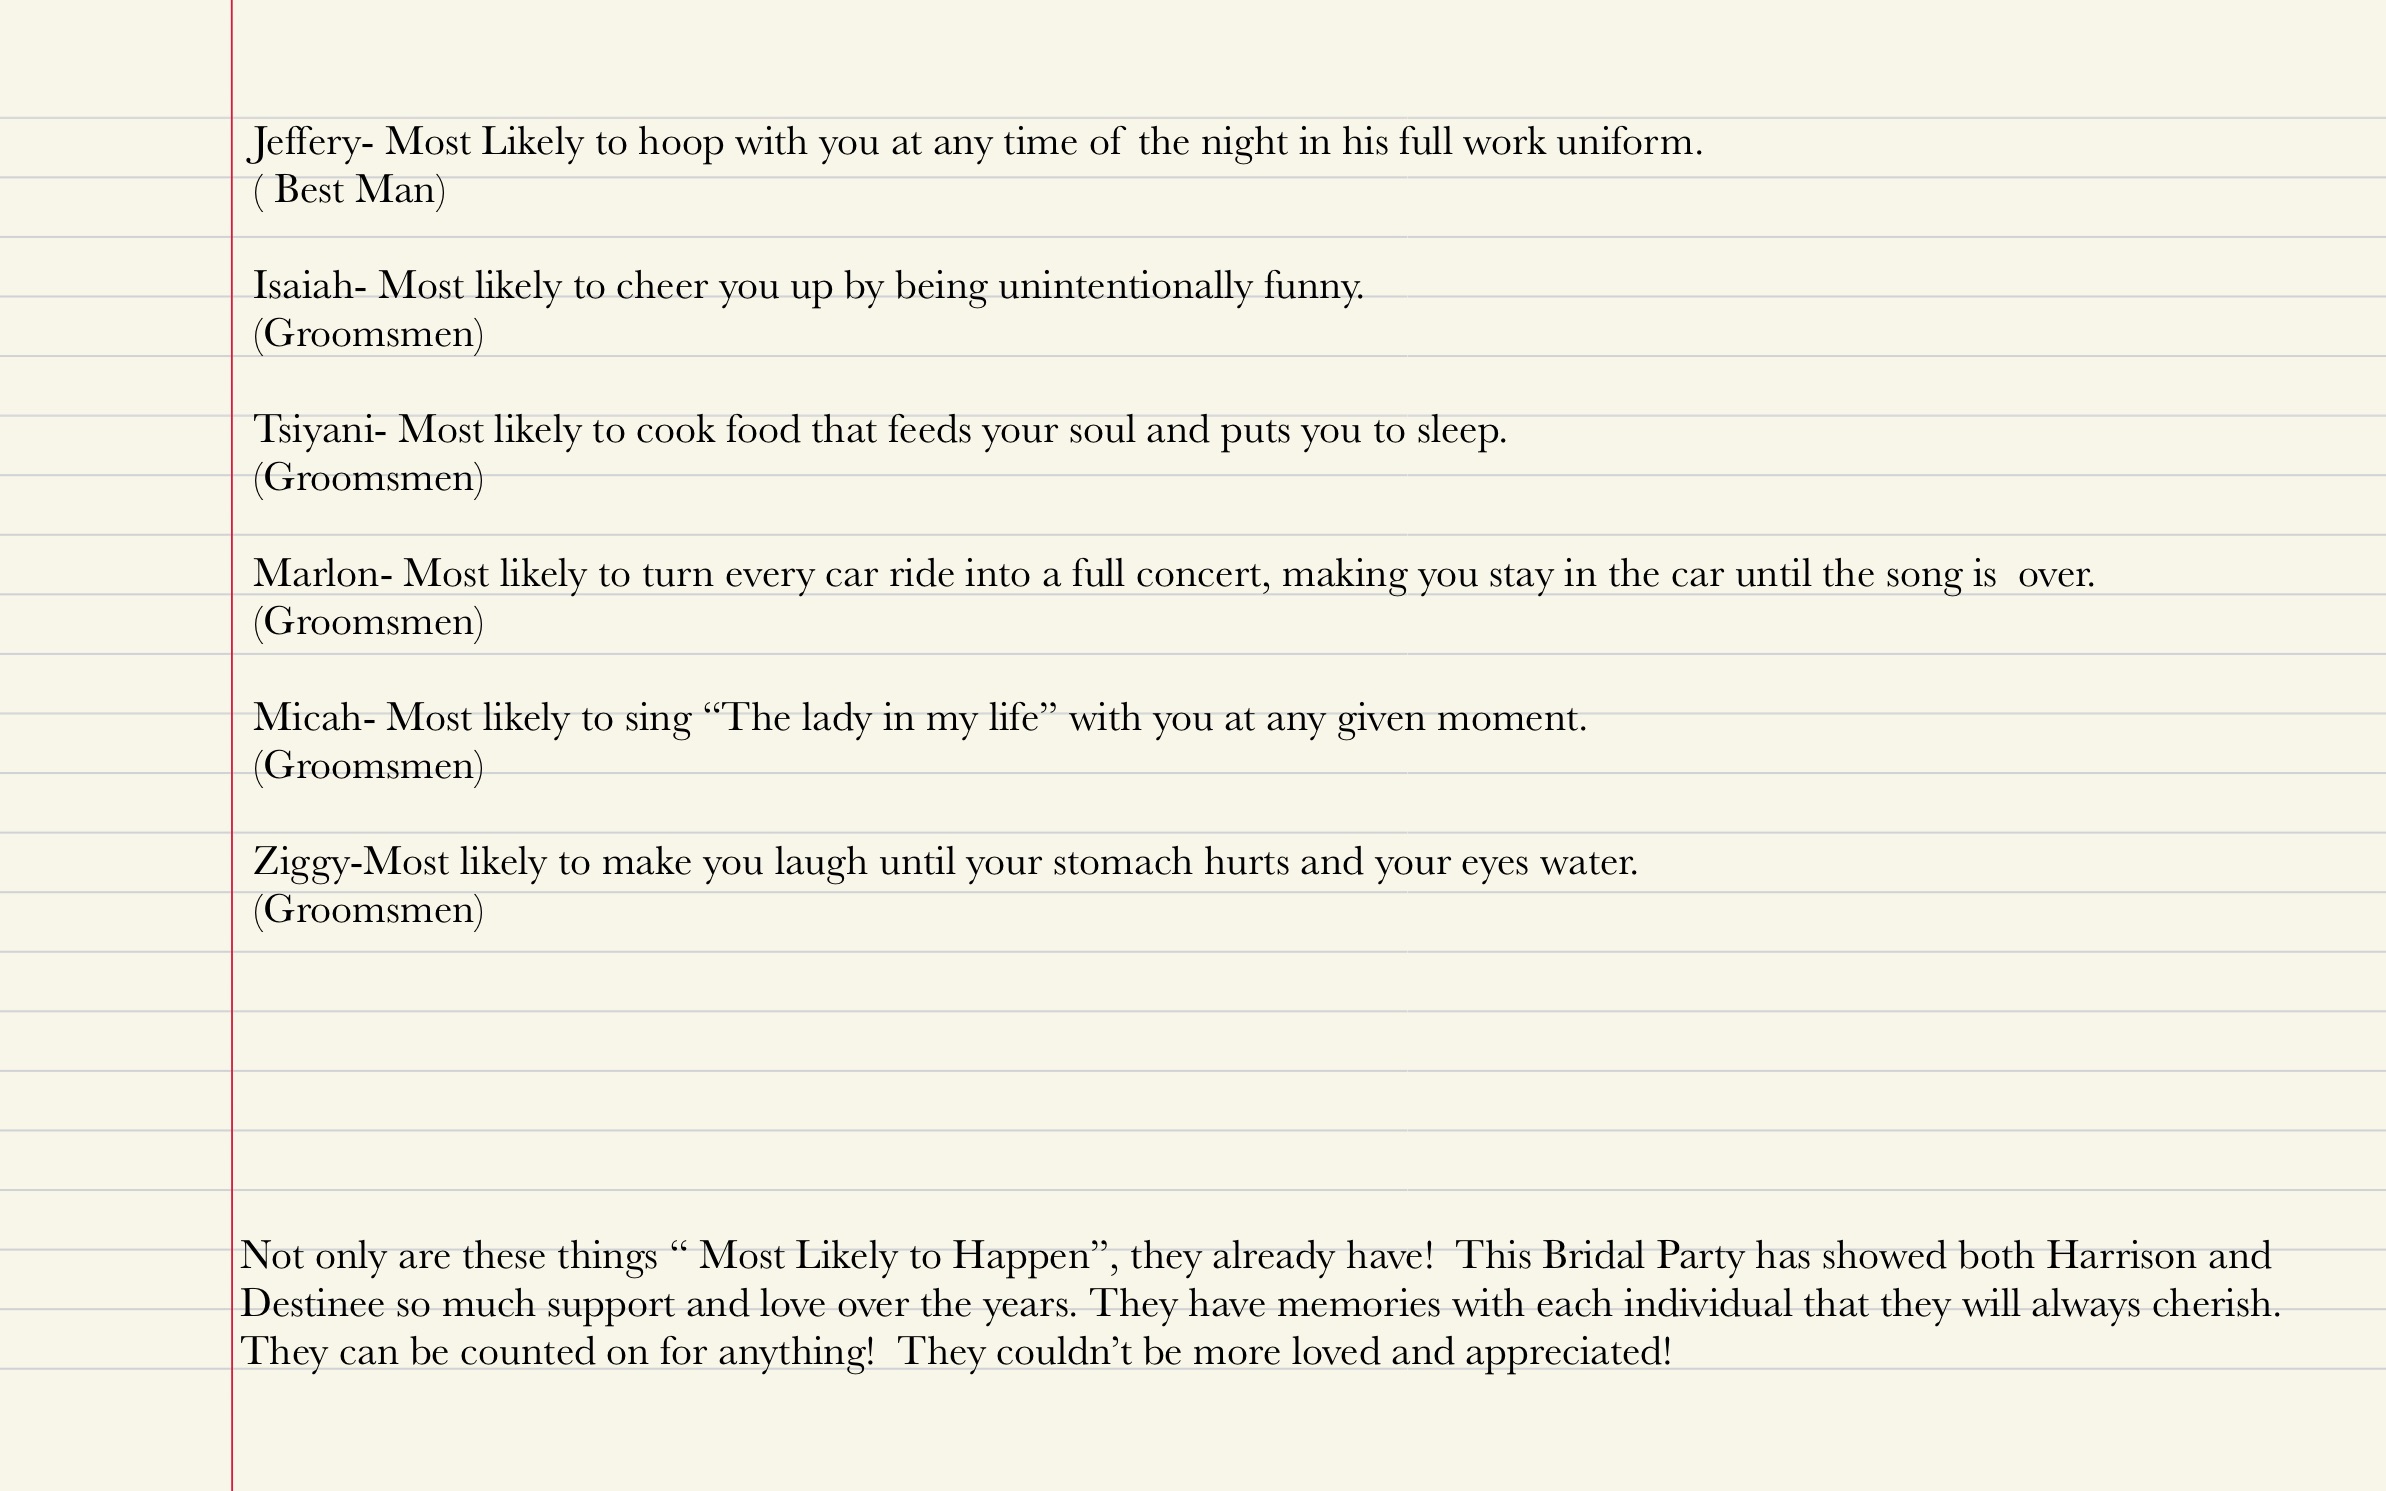 Jeffery- Most Likely to hoop with you at any time of the night in his full work uniform.
( Best Man)
Isaiah- Most likely to cheer you up by being unintentionally funny.
(Groomsmen)
Tsiyani- Most likely to cook food that feeds your soul and puts you to sleep.
(Groomsmen)
Marlon- Most likely to turn every car ride into a full concert, making you stay in the car until the song is  over.
(Groomsmen)
Micah- Most likely to sing “The lady in my life” with you at any given moment.
(Groomsmen)
Ziggy-Most likely to make you laugh until your stomach hurts and your eyes water.
(Groomsmen)
Not only are these things “ Most Likely to Happen”, they already have!  This Bridal Party has showed both Harrison and
Destinee so much support and love over the years. They have memories with each individual that they will always cherish.
They can be counted on for anything!  They couldn’t be more loved and appreciated!